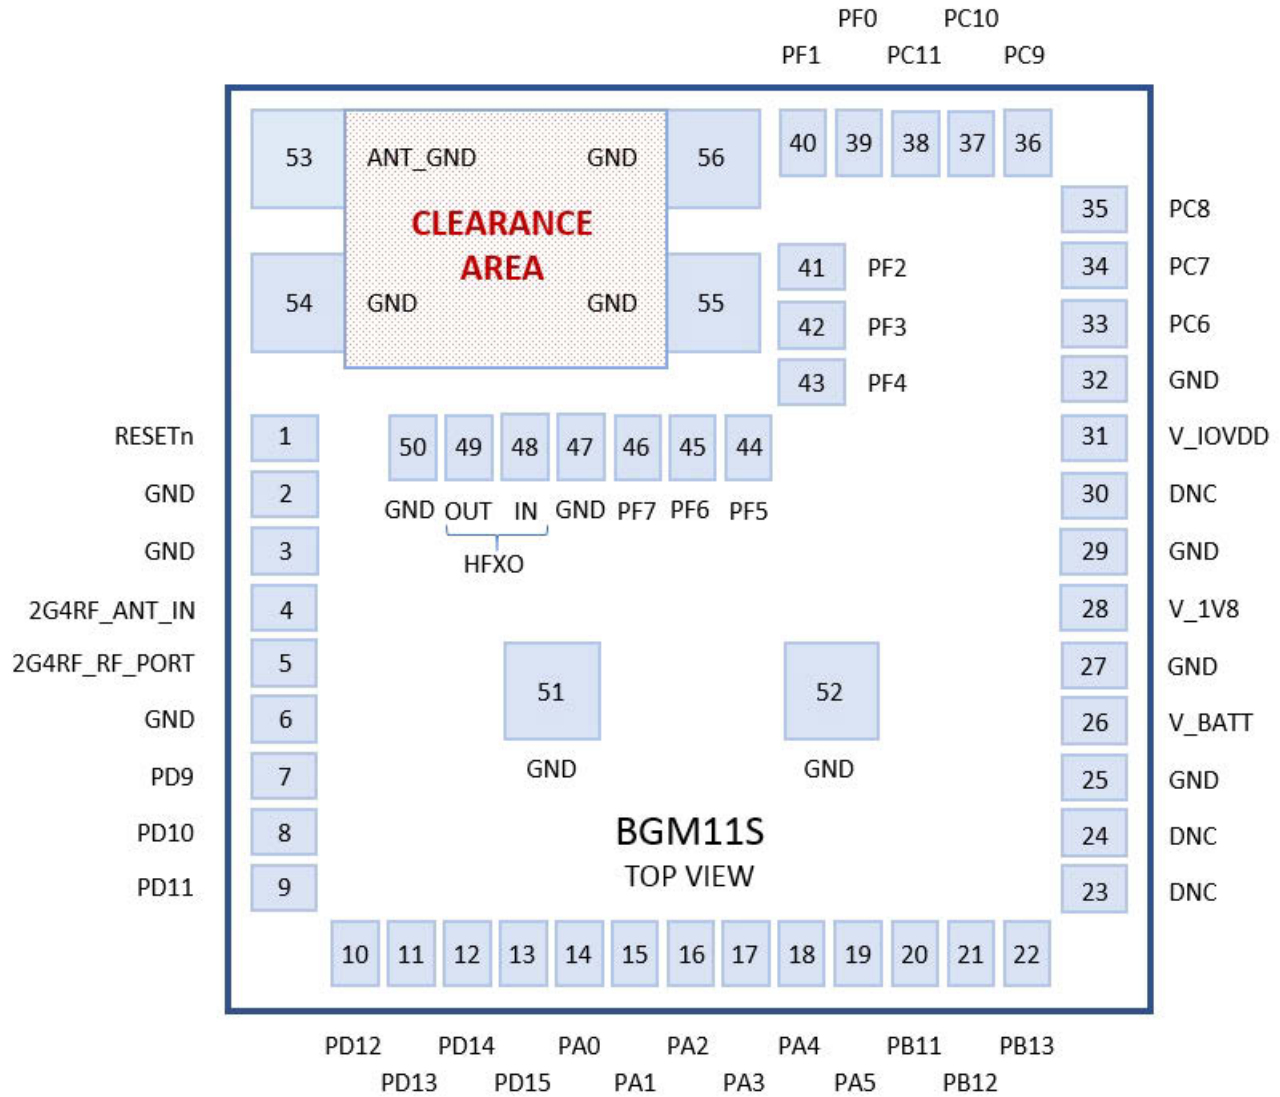 PF0 PC10
PF1 PC11 PC9
53 ANT_GND GND 56 40 39 38 37 36
CLEARANCE
AREA
35 PC8
41 PF2 34 PC7
54 GND GND 55
42 PF3 33 PC6
43 PF4 32 GND
RESETn 1 50 49 48 47 46 45 44 31 V_IOVDD
GND 2 30 DNC
GND OUT IN GND PF7 PF6 PF5
HFXO
GND 3 29 GND
2G4RF_ANT_IN 4 28 V_1V8
2G4RF_RF_PORT 5 27 GND
51 52
GND 6 26 V_BATT
GND GND
PD9 7 25 GND
PD10 8 BGM11S 24 DNC
TOP VIEW
PD11 9 23 DNC
10 11 12 13 14 15 16 17 18 19 20 21 22
PD12 PD14 PA0 PA2 PA4 PB11 PB13
PD13 PD15 PA1 PA3 PA5 PB12